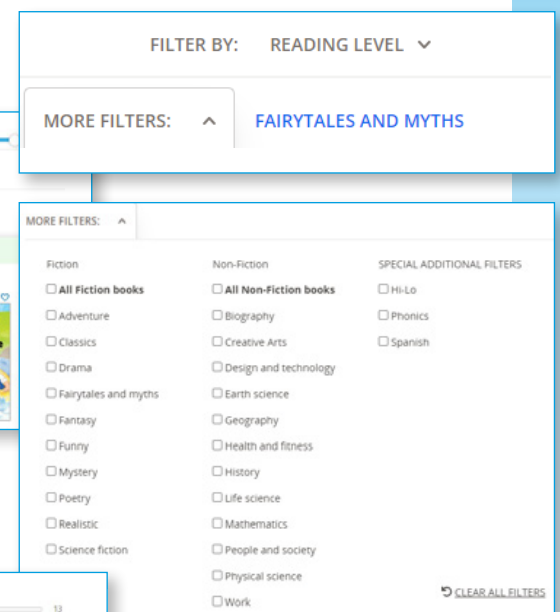 FILTER BY: READING LEVEL
MORE FILTERS: FAIRYTALES AND MYTHS
MORE FILTERS:
Fiction
All Fiction books
Adventure
Classics
Drama
Fairytales and myths
Fantasy
Funny
Mystery
Poetry
Realistic
Science fiction
Non-Fiction
All Non-Fiction books
Biography
Creative Arts
Design and technology
Earth science
Geography
Health and fitness
History
Life science
Mathematics
People and society
Physical science
Work
SPECIAL ADDITIONAL FILTERS
Hi-Lo
Phonics
Spanish
CLEAR ALL FILTERS
13